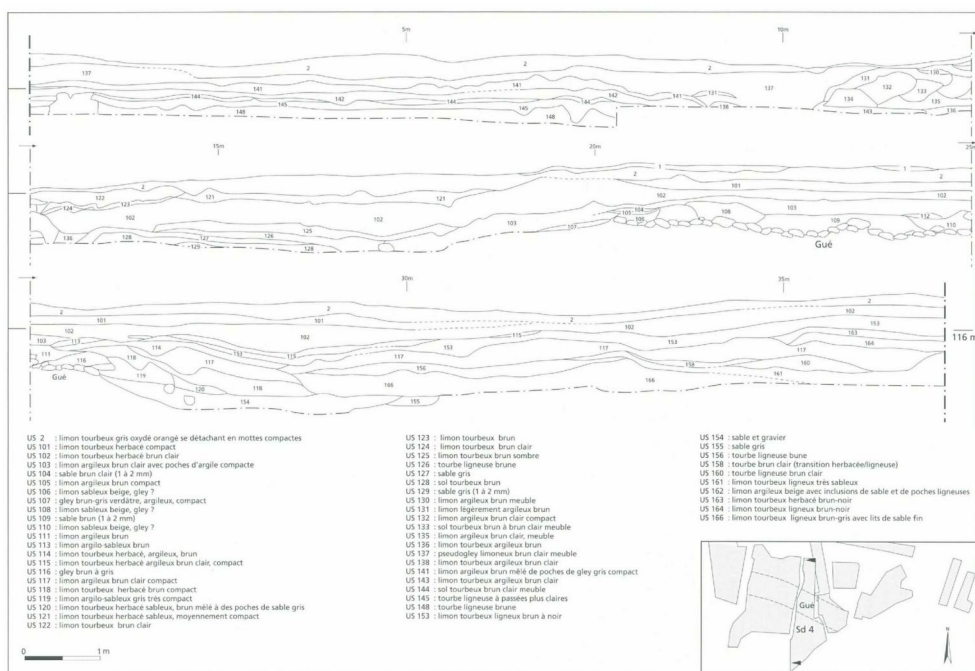 5m 10m
2 2 2
137 141 141 137 131 130
144 142 144 142 141 131 132 133
148 145 145 144 138 134 135
148 143 136
15m 20m 25m
2 121 121 2 1 1 2
122 123 101
124 102 102 102 102
102 125 103 104 108 103 112
136 128 127 126 107 109 110
129 128
Gué
30m 35m
2 2 2
101 101 102 153
102 102 102 116 m
103 113 114 115 115 153 153 163
111 116 118 117 153 117 117 117 164
156 158 160
Gué 119 120 118 166 166 161
154 155
US 2 : limon tourbeux gris oxydé orangé se détachant en mottes compactes
US 101 : limon tourbeux herbacé compact
US 102 : limon tourbeux herbacé brun clair
US 103 : limon argileux brun clair avec poches d'argile compacte
US 104 : sable brun clair (1 à 2 mm)
US 105 : limon argileux brun compact
US 106 : limon sableux beige, gley ?
US 107 : gley brun-gris verdâtre, argileux, compact
US 108 : limon sableux beige, gley ?
US 109 : sable brun (1 à 2 mm)
US 110 : limon sableux beige, gley ?
US 111 : limon argileux brun
US 113 : limon argilo-sableux brun
US 114 : limon tourbeux herbacé, argileux, brun
US 115 : limon tourbeux herbacé argileux brun clair, compact
US 116 : gley brun à gris
US 117 : limon argileux brun clair compact
US 118 : limon tourbeux herbacé brun compact
US 119 : limon argilo-sableux gris très compact
US 120 : limon tourbeux herbacé sableux, brun mêlé à des poches de sable gris
US 121 : limon tourbeux herbacé sableux, moyennement compact
US 122 : limon tourbeux brun clair
US 123 : limon tourbeux brun
US 124 : limon tourbeux brun clair
US 125 : limon tourbeux brun sombre
US 126 : tourbe ligneuse brune
US 127 : sable gris
US 128 : sol tourbeux brun
US 129 : sable gris (1 à 2 mm)
US 130 : limon argileux brun meuble
US 131 : limon légèrement argileux brun
US 132 : limon argileux brun clair compact
US 133 : sol tourbeux brun à brun clair meuble
US 135 : limon argileux brun clair, meuble
US 136 : limon tourbeux argileux brun
US 137 : pseudogley limoneux brun clair meuble
US 138 : limon tourbeux argileux brun clair
US 141 : limon argileux brun mêlé de poches de gley gris compact
US 143 : limon tourbeux argileux brun clair
US 144 : sol tourbeux brun clair meuble
US 145 : tourbe ligneuse à passées plus claires
US 148 : tourbe ligneuse brune
US 153 : limon tourbeux ligneux brun à noir
US 154 : sable et gravier
US 155 : sable gris
US 156 : tourbe ligneuse bune
US 158 : tourbe brun clair (transition herbacée/ligneuse)
US 160 : tourbe ligneuse brun clair
US 161 : limon tourbeux ligneux très sableux
US 162 : limon argileux beige avec inclusions de sable et de poches ligneuses
US 163 : limon tourbeux herbacé brun-noir
US 164 : limon tourbeux ligneux brun-noir
US 166 : limon tourbeux ligneux brun-gris avec lits de sable fin
Gué
Sd 4
N
0 1 m